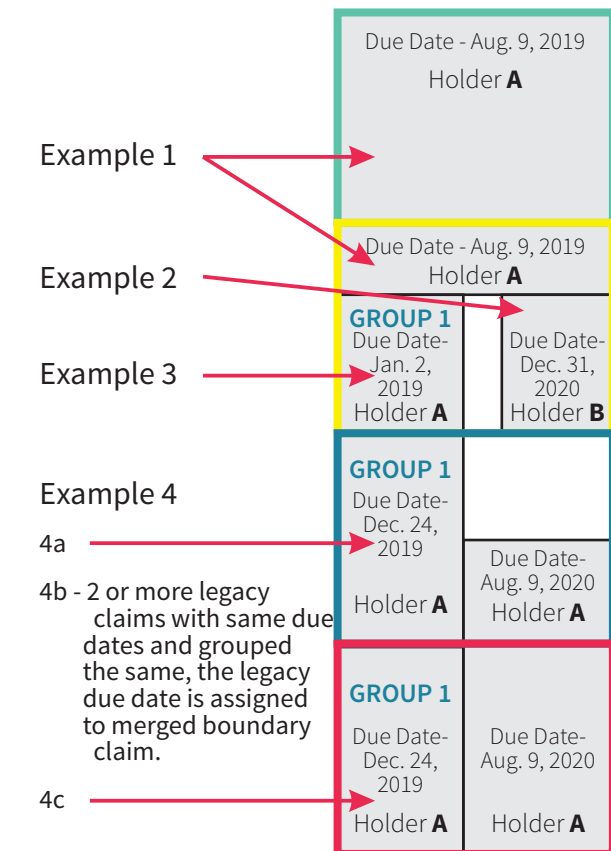 Due Date - Aug. 9, 2019
Holder A
Example 1
Due Date - Aug. 9, 2019
Holder A
Example 2
GROUP 1
Due Date-
Jan. 2,
2019
Holder A
Due Date-
Dec. 31,
2020
Holder B
Example 3
GROUP 1
Due Date-
Dec. 24,
2019
Holder A
Example 4
4a
Due Date-
Aug. 9, 2020
Holder A
4b - 2 or more legacy
claims with same due
dates and grouped
the same, the legacy
due date is assigned
to merged boundary
claim.
GROUP 1
Due Date-
Dec. 24,
2019
Holder A
Due Date-
Aug. 9, 2020
Holder A
4c